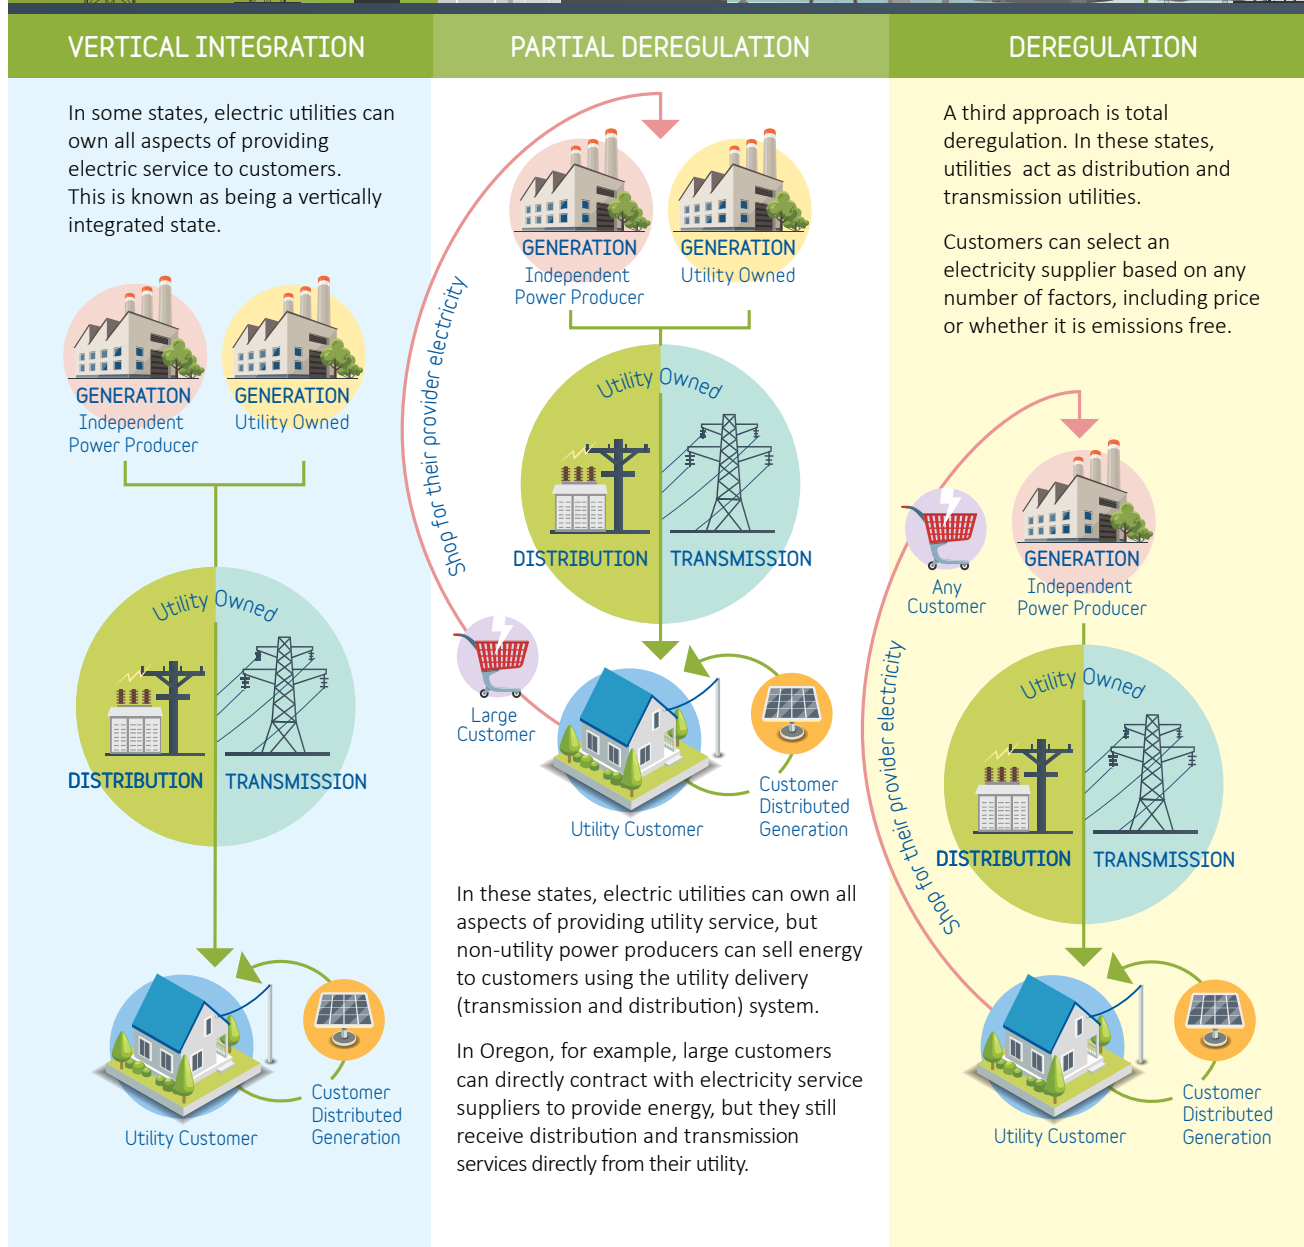 VERTICAL INTEGRATION
In some states, electric utilities can
own all aspects of providing
electric service to customers.
This is known as being a vertically
integrated state.
GENERATION
Independent
Power Producer
GENERATION
Utility Owned
Utility Owned
DISTRIBUTION
TRANSMISSION
Utility Customer
Customer
Distributed
Generation
PARTIAL DEREGULATION
GENERATION
Independent
Power Producer
GENERATION
Utility Owned
Shop for their provider electricity
Utility Owned
DISTRIBUTION
TRANSMISSION
Large
Customer
Utility Customer
Customer
Distributed
Generation
In these states, electric utilities can own all
aspects of providing utility service, but
non-utility power producers can sell energy
to customers using the utility delivery
(transmission and distribution) system.
In Oregon, for example, large customers
can directly contract with electricity service
suppliers to provide energy, but they still
receive distribution and transmission
services directly from their utility.
DEREGULATION
A third approach is total
deregulation. In these states,
utilities act as distribution and
transmission utilities.
Customers can select an
electricity supplier based on any
number of factors, including price
or whether it is emissions free.
Any
Customer
GENERATION
Independent
Power Producer
Shop for their provider electricity
Utility Owned
DISTRIBUTION
TRANSMISSION
Utility Customer
Customer
Distributed
Generation